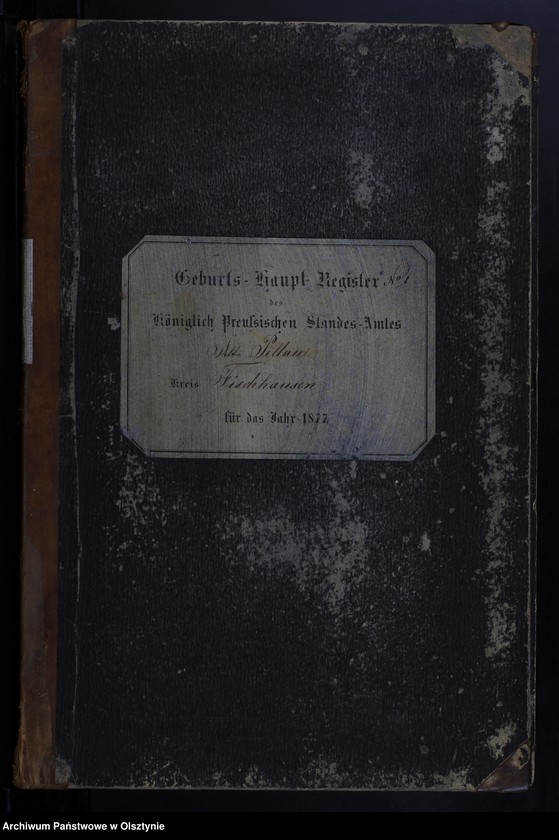 Geburts-Haupt-Register No 1
des
Königlich Preußischen Standes-Amtes
Alt Pillau
Kreis Fischhausen
für das Jahr 1877
Archiwum Państwowe w Olsztynie